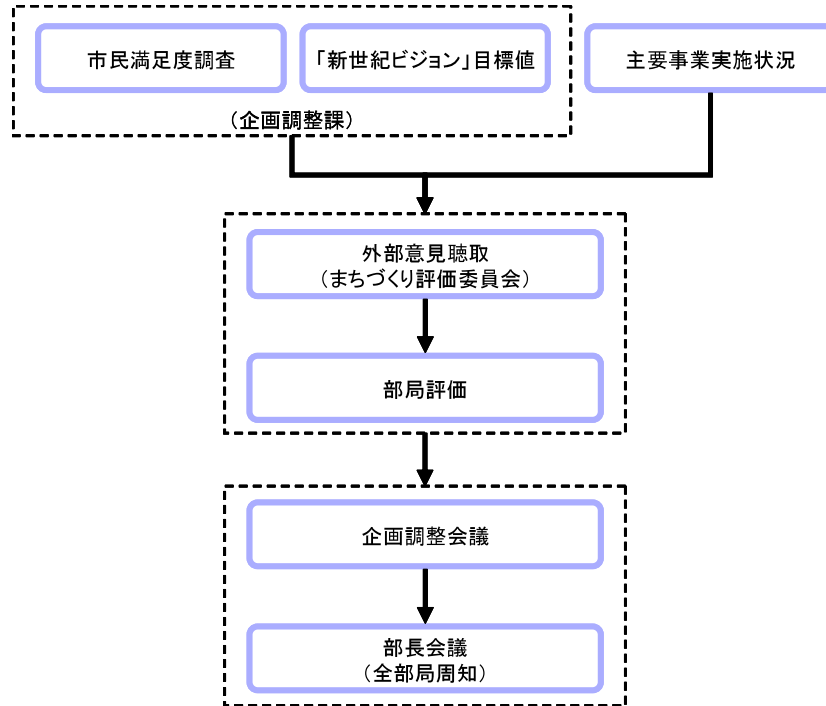 市民満足度調査
「新世紀ビジョン」目標値
主要事業実施状況
（企画調整課）
外部意見聴取
（まちづくり評価委員会）
部局評価
企画調整会議
部長会議
（全部局周知）